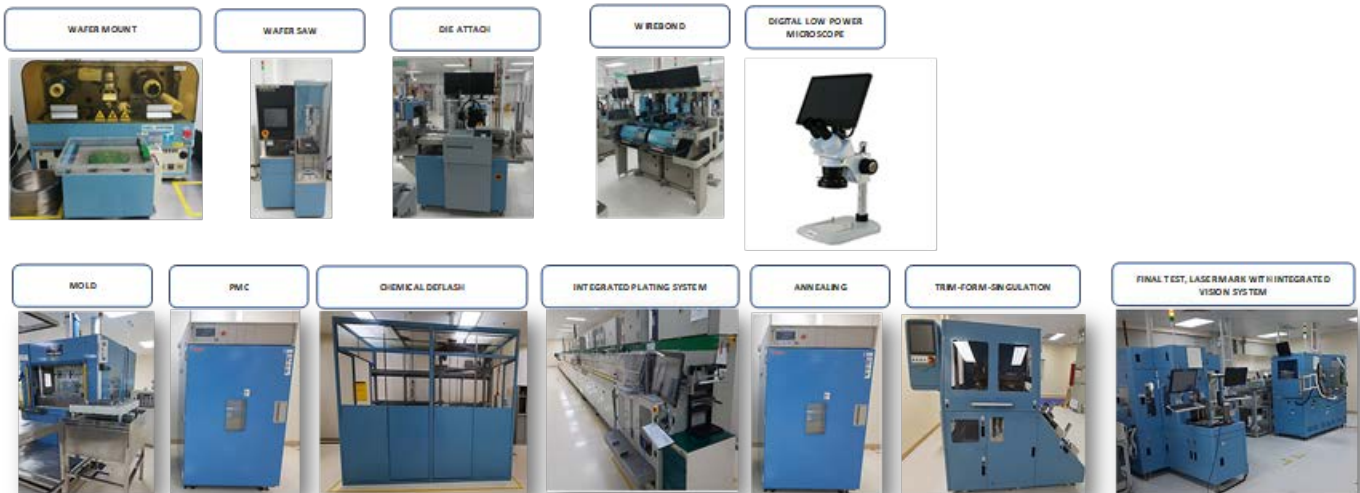 WAFER MOUNT
WAFER SAW
DIE ATTACH
WIREBOND
DIGITAL LOW POWER
MICROSCOPE
MOLD
PMC
CHEMICAL DEFLASH
INTEGRATED PLATING SYSTEM
ANNEALING
TRIM-FORM-SINGULATION
FINAL TEST, LASERMARK WITH INTEGRATED
VISION SYSTEM